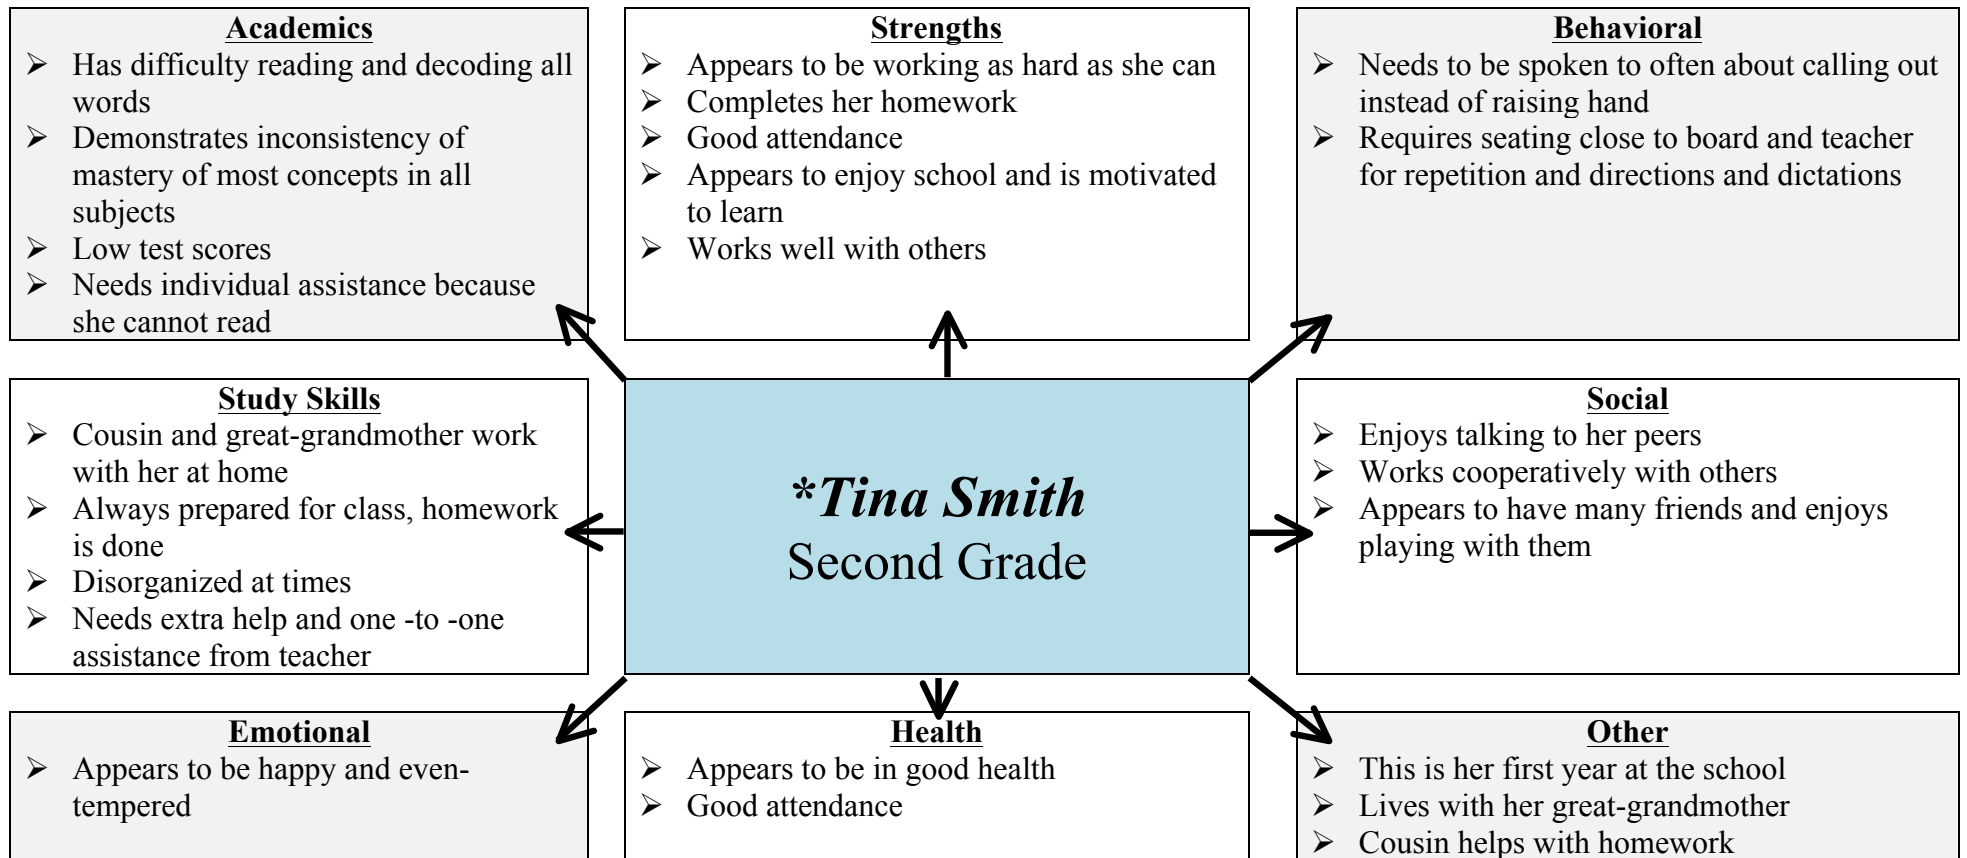 Academics
➢ Has difficulty reading and decoding all
words
➢ Demonstrates inconsistency of
mastery of most concepts in all
subjects
➢ Low test scores
➢ Needs individual assistance because
she cannot read
Strengths
➢ Appears to be working as hard as she can
➢ Completes her homework
➢ Good attendance
➢ Appears to enjoy school and is motivated
to learn
➢ Works well with others
Behavioral
➢ Needs to be spoken to often about calling out
instead of raising hand
➢ Requires seating close to board and teacher
for repetition and directions and dictations
Study Skills
➢ Cousin and great-grandmother work
with her at home
➢ Always prepared for class, homework
is done
➢ Disorganized at times
➢ Needs extra help and one -to -one
assistance from teacher
*Tina Smith
Second Grade
Social
➢ Enjoys talking to her peers
➢ Works cooperatively with others
➢ Appears to have many friends and enjoys
playing with them
Emotional
➢ Appears to be happy and even-
tempered
Health
➢ Appears to be in good health
➢ Good attendance
Other
➢ This is her first year at the school
➢ Lives with her great-grandmother
➢ Cousin helps with homework